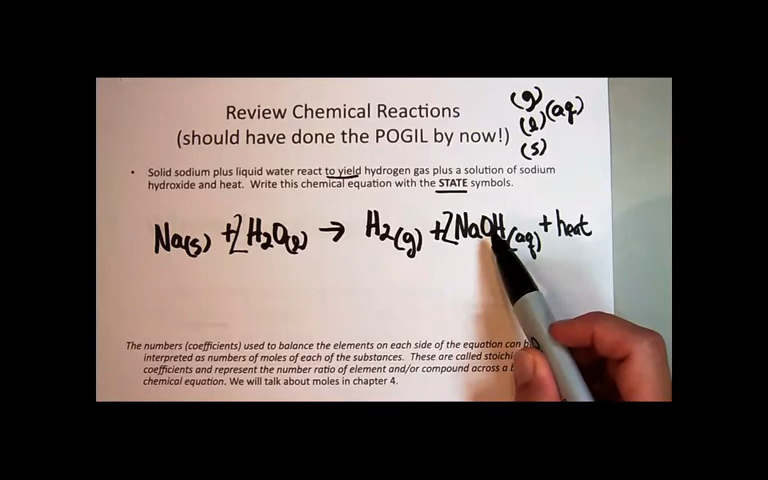 Review Chemical Reactions
(should have done the POGIL by now!)
(g)
(l) (aq)
(s)
• Solid sodium plus liquid water react to yield hydrogen gas plus a solution of sodium
hydroxide and heat. Write this chemical equation with the STATE symbols.
Na(s) + 2H2O(l) → H2(g) + 2NaOH(aq) + heat
The numbers (coefficients) used to balance the elements on each side of the equation can
interpreted as numbers of moles of each of the substances. These are called
coefficients and represent the number ratio of element and/or compound across a
chemical equation. We will talk about moles in chapter 4.